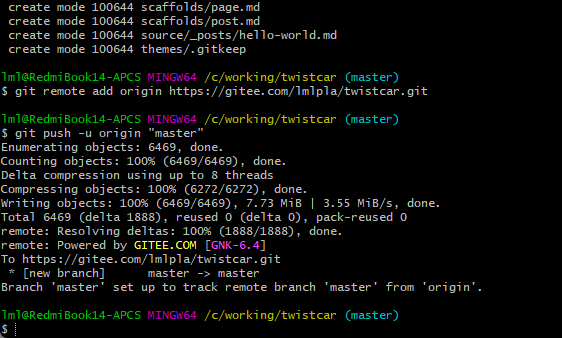 create mode 100644 scaffolds/page.md
create mode 100644 scaffolds/post.md
create mode 100644 source/_posts/hello-world.md
create mode 100644 themes/.gitkeep
lml@RedmiBook14-APCS MINGW64 /c/working/twistcar (master)
$ git remote add origin https://gitee.com/lmlpla/twistcar.git
lml@RedmiBook14-APCS MINGW64 /c/working/twistcar (master)
$ git push -u origin "master"
Enumerating objects: 6469, done.
Counting objects: 100% (6469/6469), done.
Delta compression using up to 8 threads
Compressing objects: 100% (6272/6272), done.
Writing objects: 100% (6469/6469), 7.73 MiB | 3.55 MiB/s, done.
Total 6469 (delta 1888), reused 0 (delta 0), pack-reused 0
remote: Resolving deltas: 100% (1888/1888), done.
remote: Powered by GITEE.COM [GNK-6.4]
To https://gitee.com/lmlpla/twistcar.git
* [new branch] master -> master
Branch 'master' set up to track remote branch 'master' from 'origin'.
lml@RedmiBook14-APCS MINGW64 /c/working/twistcar (master)
$